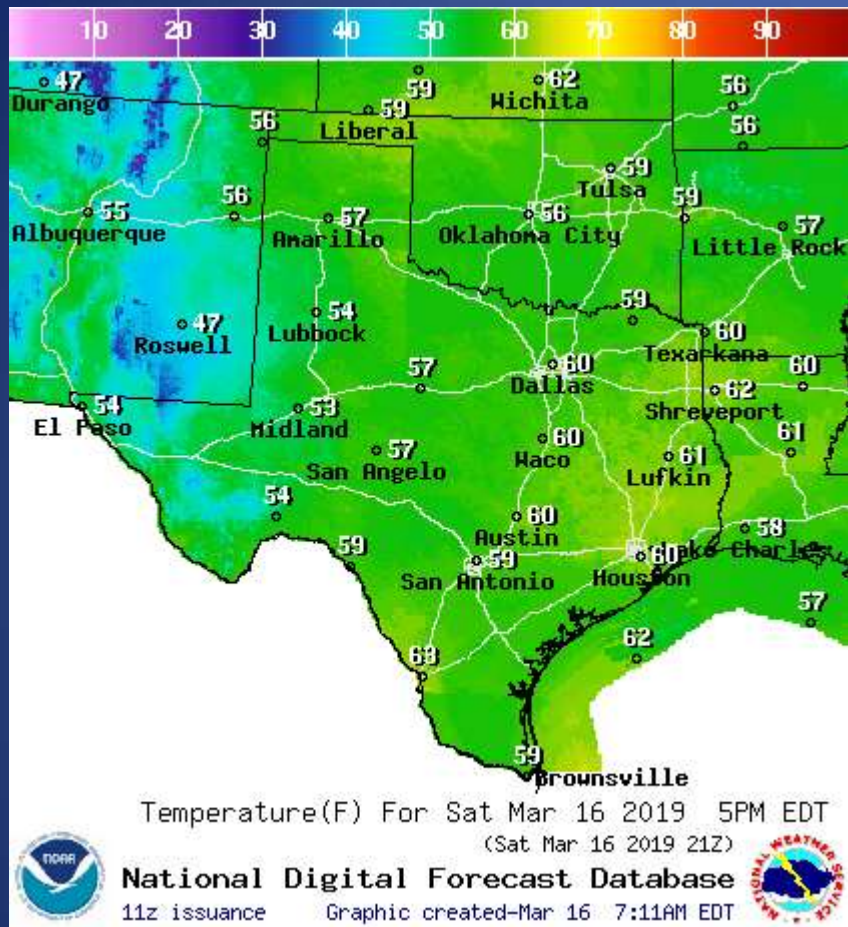 10 20 30 40 50 60 70 80 90
59
47 62
Durango Wichita 56
59
Liberal
56 56
59
Tulsa
55 56 57 56 59 57
Albuquerque Amarillo Oklahoma City Little Rock
54 59
47 Lubbock 60
Roswell Texarkana
60
57 Dallas 60
62
54 53 Shreveport
El Paso Midland
57 60 61
San Angelo Waco 61
Lufkin
54 60
Austin 58
59 59 60 Lake Charles
San Antonio Houston
57
63 62
59
Brownsville
Temperature(F) For Sat Mar 16 2019 5PM EDT
(Sat Mar 16 2019 21Z)
NOAA
National Digital Forecast Database
11z issuance Graphic created-Mar 16 7:11AM EDT
NATIONAL WEATHER SERVICE